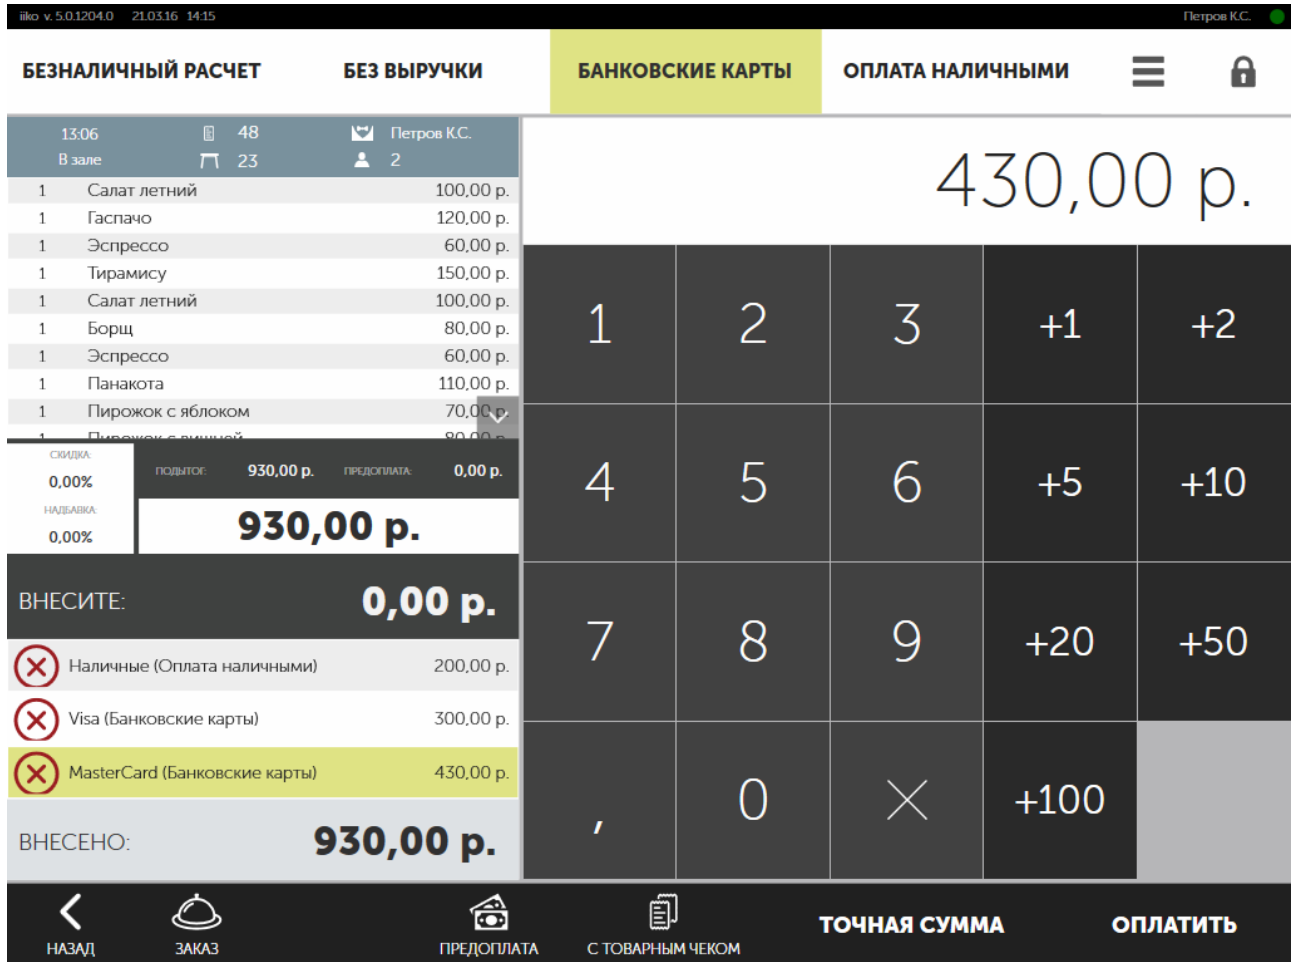 iiko v. 5.0.1204.0 21.03.16 14:15 Петров К.С.
БЕЗНАЛИЧНЫЙ РАСЧЕТ БЕЗ ВЫРУЧКИ БАНКОВСКИЕ КАРТЫ ОПЛАТА НАЛИЧНЫМИ
13:06 48 Петров К.С.
В зале 23 2
430,00 р.
1 Салат летний 100,00 р.
1 Гаспачо 120,00 р.
1 Эспрессо 60,00 р.
1 Тирамису 150,00 р.
1 Салат летний 100,00 р.
1 Борщ 80,00 р.
1 Эспрессо 60,00 р.
1 Панакота 110,00 р.
1 Пирожок с яблоком 70,00 р.
1 Пирожок с вишней 80,00 р.
СКИДКА:
0,00%
НАДБАВКА:
0,00%
ПОДЫТОГ: 930,00 р. ПРЕДОПЛАТА: 0,00 р.
930,00 р.
ВНЕСИТЕ: 0,00 р.
Наличные (Оплата наличными) 200,00 р.
Visa (Банковские карты) 300,00 р.
MasterCard (Банковские карты) 430,00 р.
ВНЕСЕНО: 930,00 р.
1 2 3 +1 +2
4 5 6 +5 +10
7 8 9 +20 +50
, 0 +100
НАЗАД ЗАКАЗ ПРЕДОПЛАТА С ТОВАРНЫМ ЧЕКОМ ТОЧНАЯ СУММА ОПЛАТИТЬ